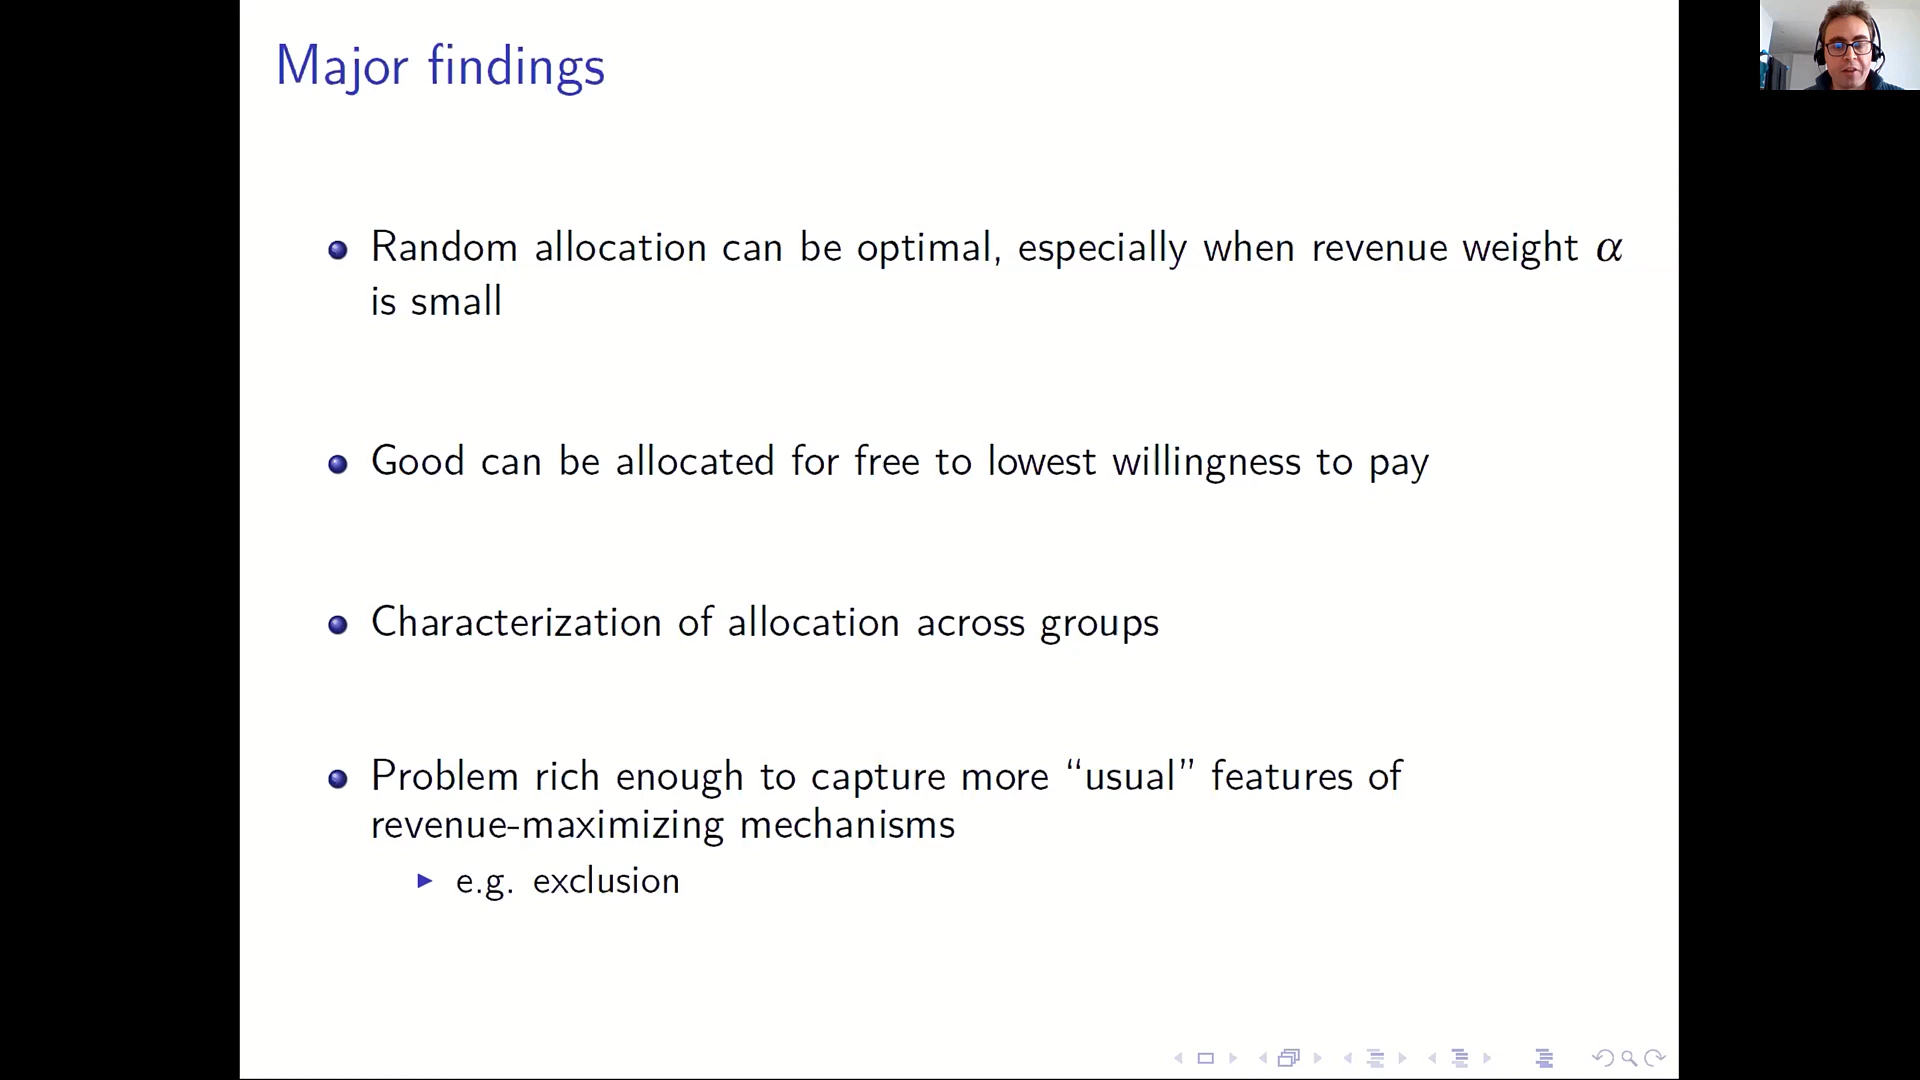 Major findings
Random allocation can be optimal, especially when revenue weight α
is small
Good can be allocated for free to lowest willingness to pay
Characterization of allocation across groups
Problem rich enough to capture more “usual” features of
revenue-maximizing mechanisms
e.g. exclusion